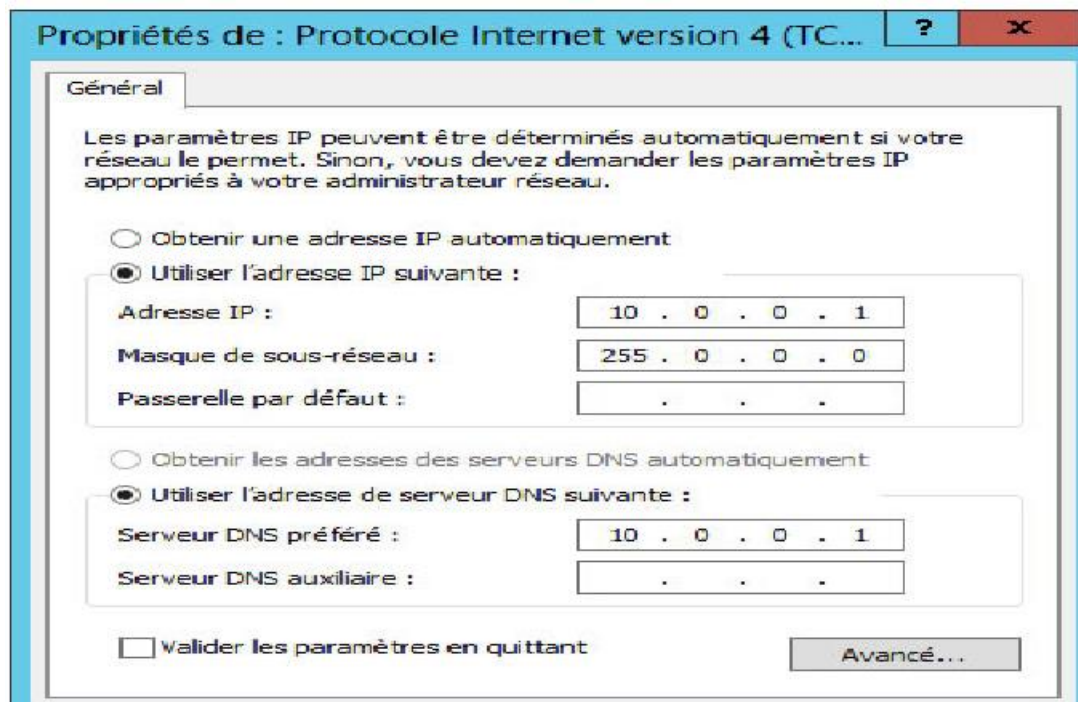 Propriétés de : Protocole Internet version 4 (TC...
?
x
Général
Les paramètres IP peuvent être déterminés automatiquement si votre
réseau le permet. Sinon, vous devez demander les paramètres IP
appropriés à votre administrateur réseau.
Obtenir une adresse IP automatiquement
Utiliser l'adresse IP suivante :
Adresse IP : 10 . 0 . 0 . 1
Masque de sous-réseau : 255 . 0 . 0 . 0
Passerelle par défaut : . . .
Obtenir les adresses des serveurs DNS automatiquement
Utiliser l'adresse de serveur DNS suivante :
Serveur DNS préféré : 10 . 0 . 0 . 1
Serveur DNS auxiliaire : . . .
Valider les paramètres en quittant
Avancé...